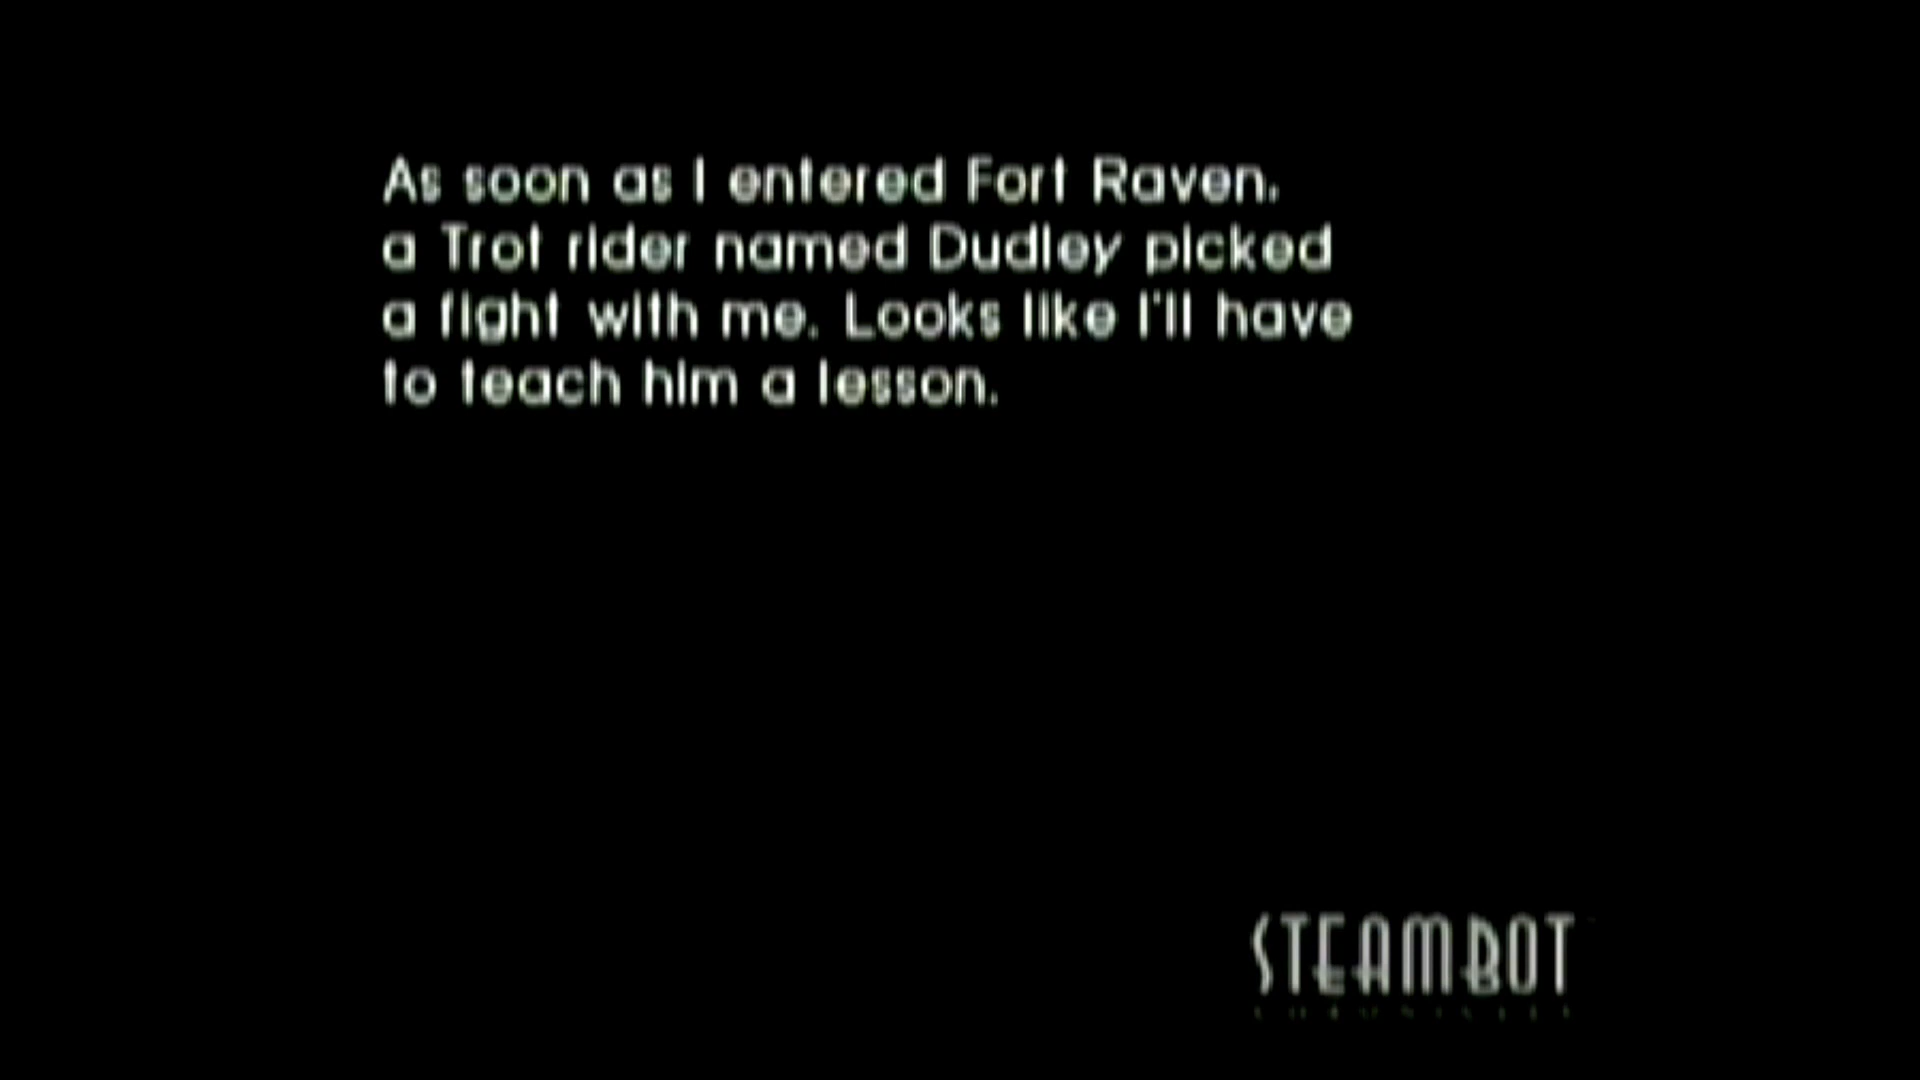 As soon as I entered Fort Raven,
a Trot rider named Dudley picked
a fight with me. Looks like I'll have
to teach him a lesson.
STEAMBOT
CHRONICLES